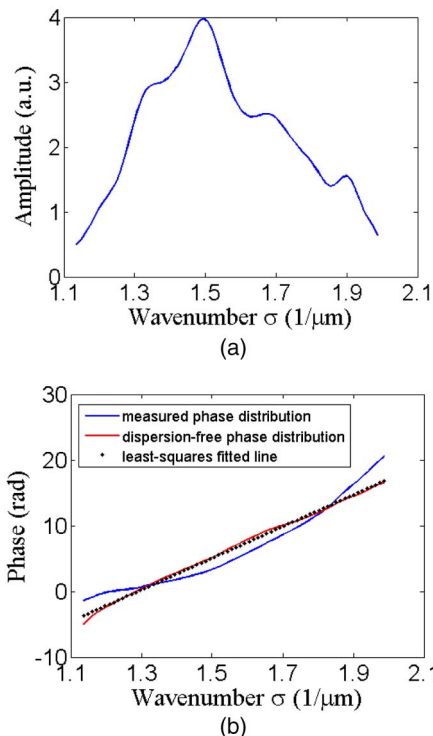 4
3
2
1
0
Amplitude (a.u.)
1.1 1.3 1.5 1.7 1.9 2.1
Wavenumber σ (1/μm)
(a)
30
20
10
0
-10
Phase (rad)
measured phase distribution
dispersion-free phase distribution
least-squares fitted line
1.1 1.3 1.5 1.7 1.9 2.1
Wavenumber σ (1/μm)
(b)